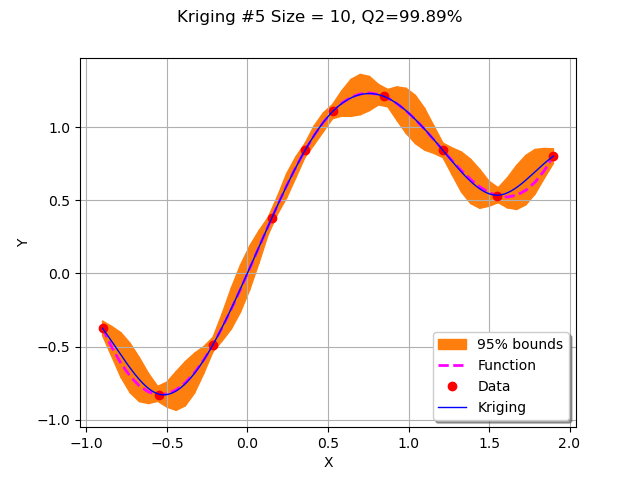 Kriging #5 Size = 10, Q2=99.89%
Y
1.0
0.5
0.0
−0.5
−1.0
95% bounds
Function
Data
Kriging
−1.0 −0.5 0.0 0.5 1.0 1.5 2.0
X